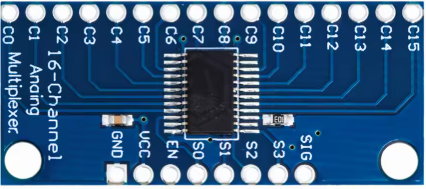 C0 C1 C2 C3 C4 C5 C6 C7 C8 C9 C10 C11 C12 C13 C14 C15
16-Channel
Analog
Multiplexer
GND VCC EN S0 S1 S2 S3 SIG